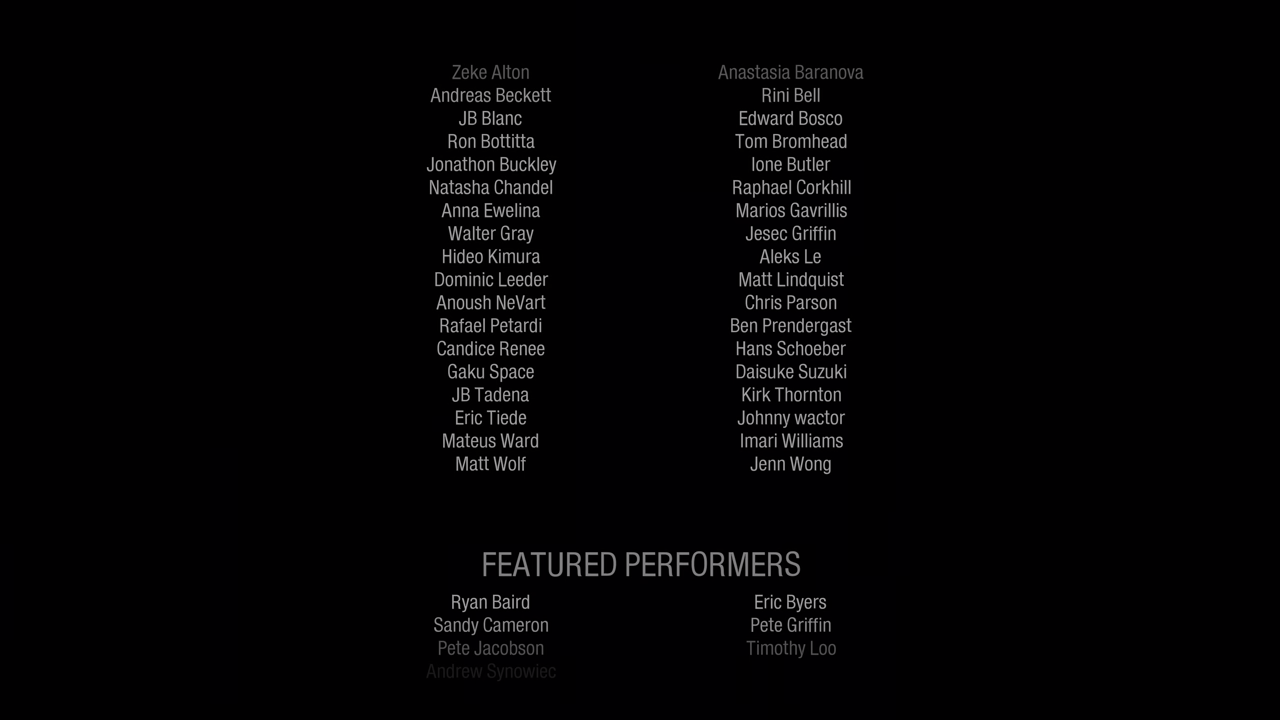 Zeke Alton Anastasia Baranova
Andreas Beckett Rini Bell
JB Blanc Edward Bosco
Ron Bottitta Tom Bromhead
Jonathon Buckley Ione Butler
Natasha Chandel Raphael Corkhill
Anna Ewelina Marios Gavrillis
Walter Gray Jesec Griffin
Hideo Kimura Aleks Le
Dominic Leeder Matt Lindquist
Anoush NeVart Chris Parson
Rafael Petardi Ben Prendergast
Candice Renee Hans Schoeber
Gaku Space Daisuke Suzuki
JB Tadena Kirk Thornton
Eric Tiede Johnny wactor
Mateus Ward Imari Williams
Matt Wolf Jenn Wong
FEATURED PERFORMERS
Ryan Baird Eric Byers
Sandy Cameron Pete Griffin
Pete Jacobson Timothy Loo
Andrew Synowiec